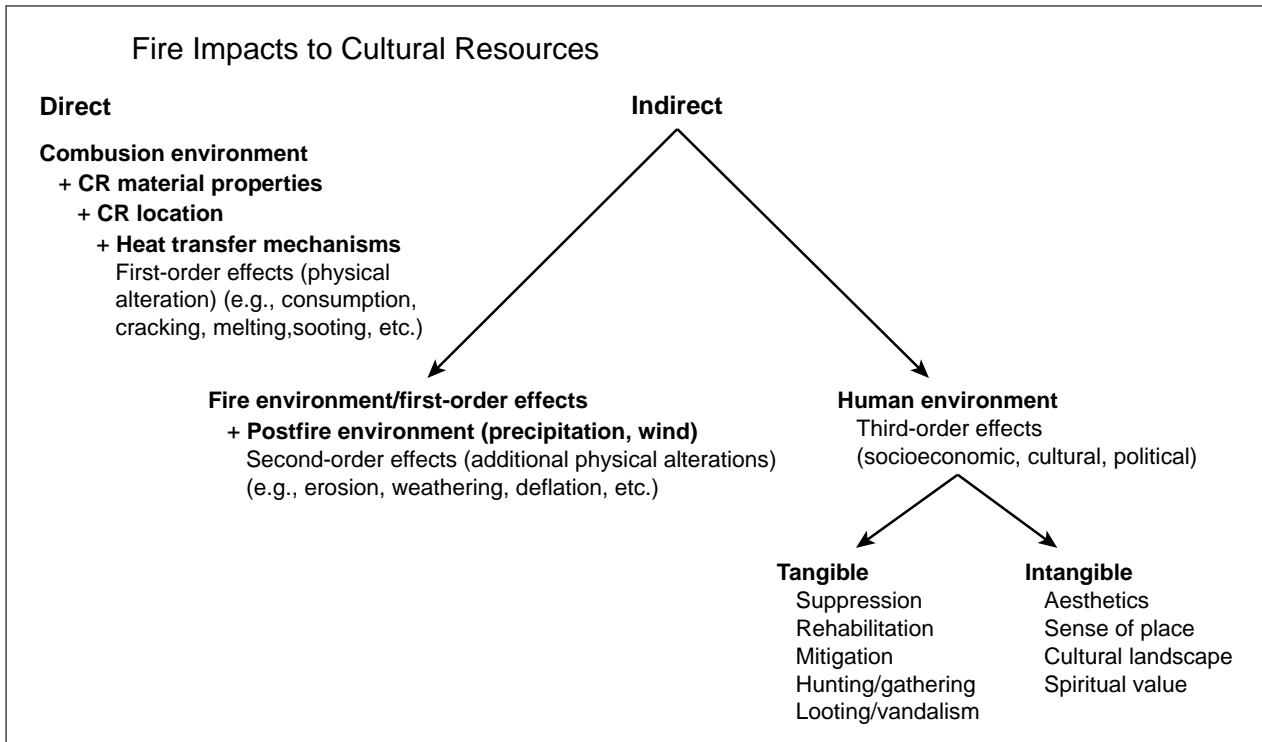 Fire Impacts to Cultural Resources
Direct
Indirect
Combusion environment
+ CR material properties
+ CR location
+ Heat transfer mechanisms
First-order effects (physical
alteration) (e.g., consumption,
cracking, melting,sooting, etc.)
Fire environment/first-order effects
+ Postfire environment (precipitation, wind)
Second-order effects (additional physical alterations)
(e.g., erosion, weathering, deflation, etc.)
Human environment
Third-order effects
(socioeconomic, cultural, political)
Tangible
Suppression
Rehabilitation
Mitigation
Hunting/gathering
Looting/vandalism
Intangible
Aesthetics
Sense of place
Cultural landscape
Spiritual value